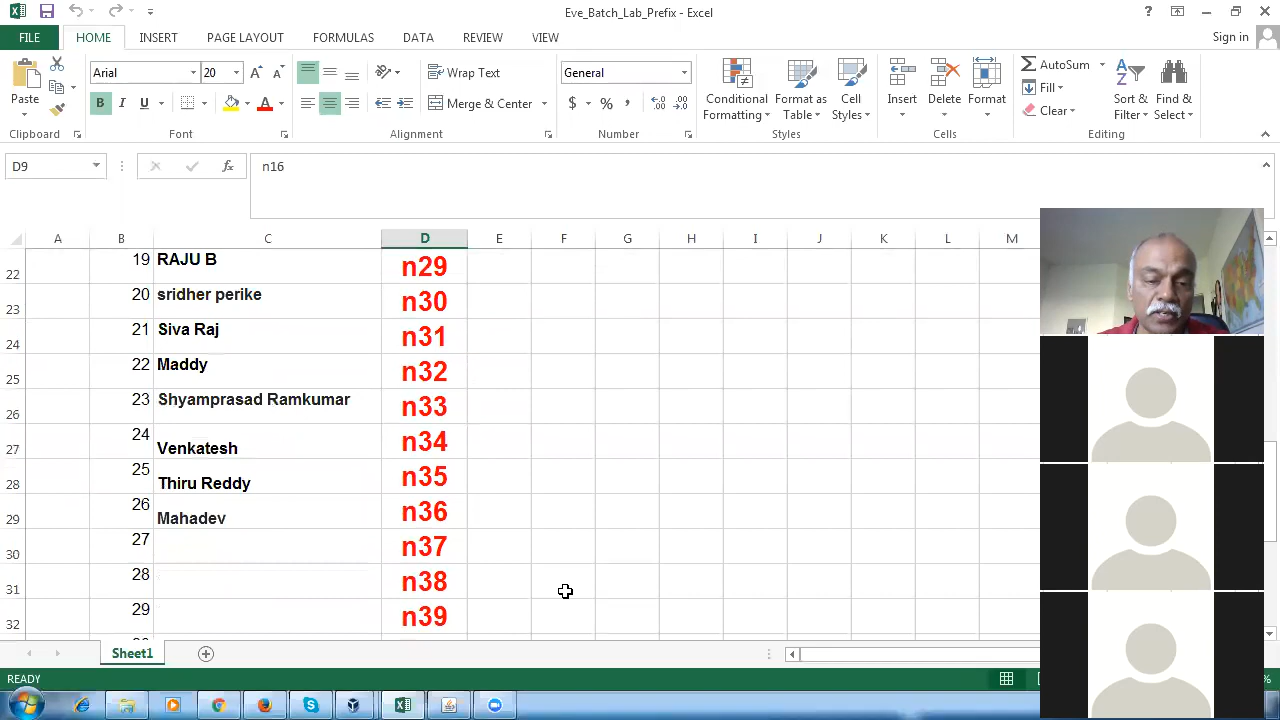 Eve_Batch_Lab_Prefix - Excel
?
FILE HOME INSERT PAGE LAYOUT FORMULAS DATA REVIEW VIEW Sign in
Paste
Arial 20
B I U A
Wrap Text
Merge & Center
General
$ % ,
Conditional Formatting
Format as Table
Cell Styles
Insert Delete Format
AutoSum
Fill
Clear
Sort & Filter
Find & Select
Clipboard Font Alignment Number Styles Cells Editing
D9 fx n16
A B C D E F G H I J K L M
22 19 RAJU B n29
23 20 sridher perike n30
24 21 Siva Raj n31
25 22 Maddy n32
26 23 Shyamprasad Ramkumar n33
27 24 Venkatesh n34
28 25 Thiru Reddy n35
29 26 Mahadev n36
30 27 n37
31 28 n38
32 29 n39
Sheet1
READY %